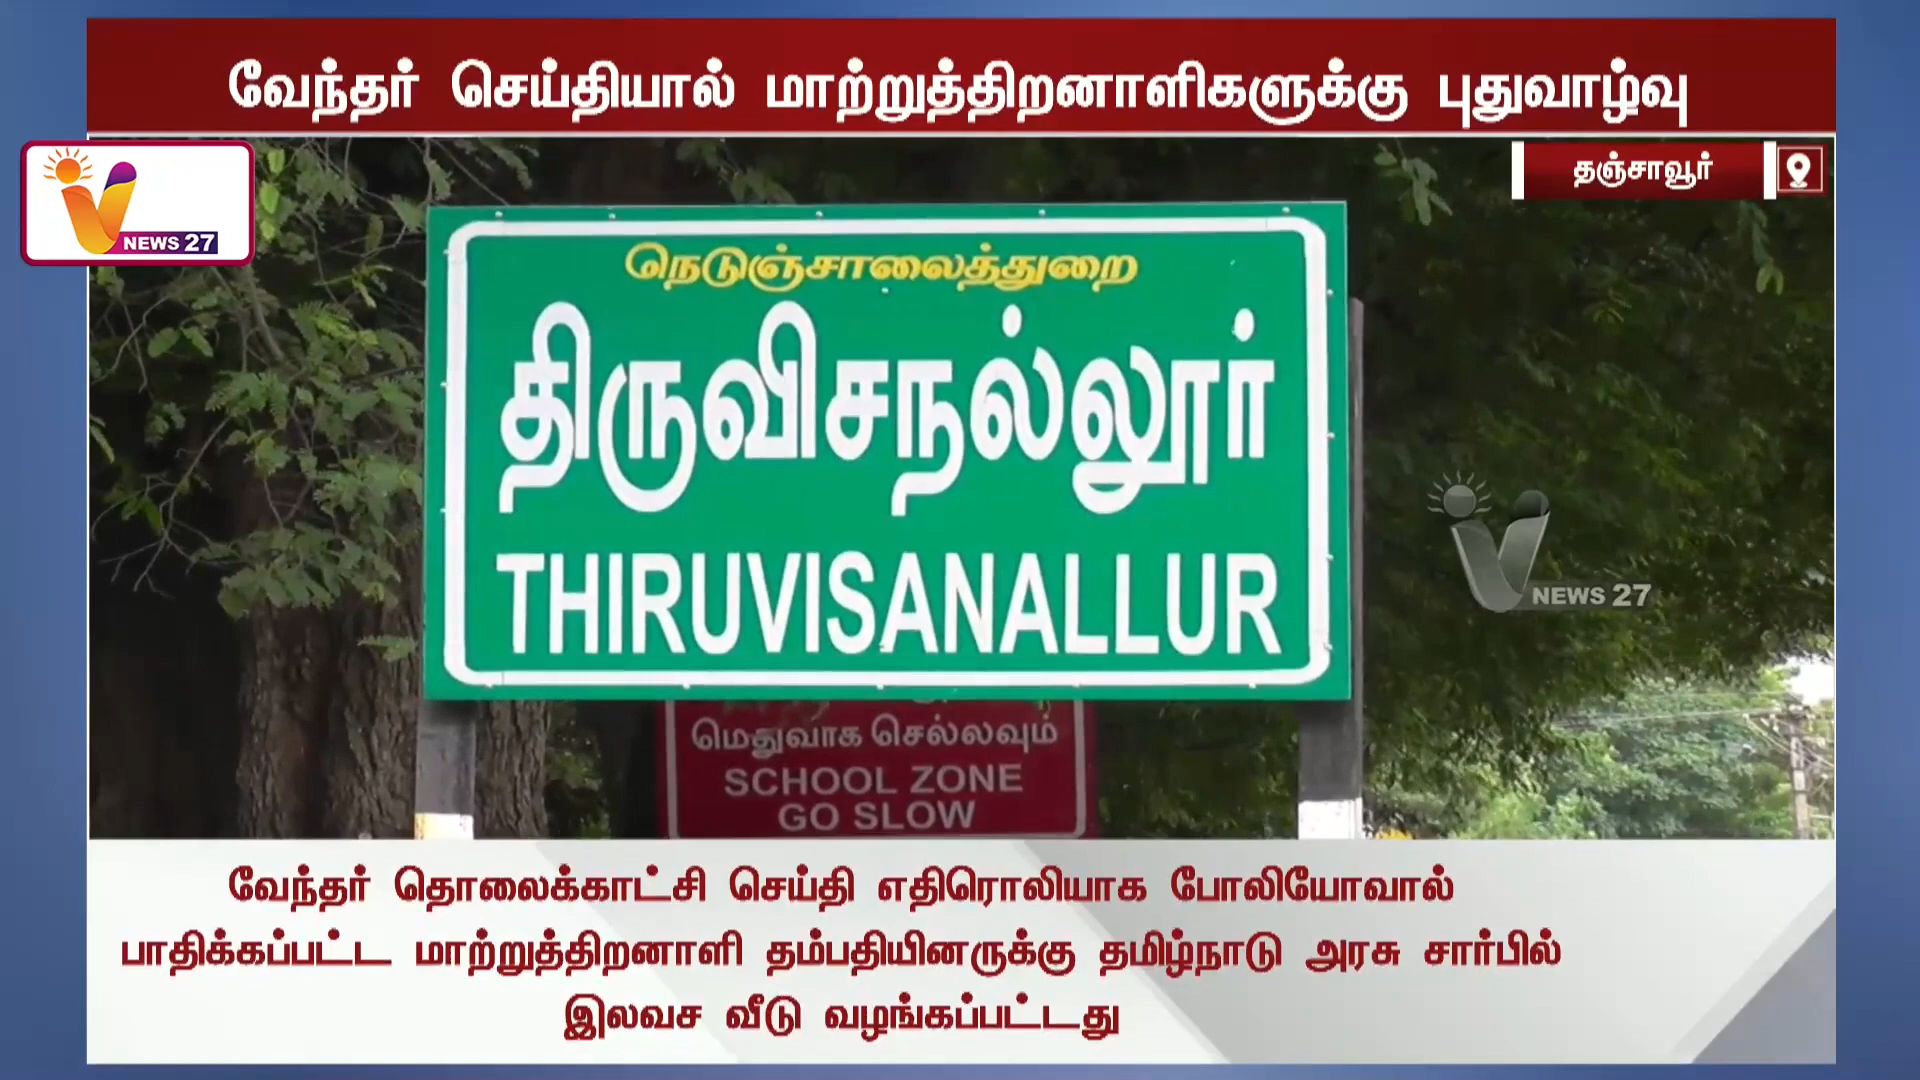 வேந்தர் செய்தியால் மாற்றுத்திறனாளிகளுக்கு புதுவாழ்வு
தஞ்சாவூர்
NEWS 27
நெடுஞ்சாலைத்துறை
திருவிசநல்லூர்
THIRUVISANALLUR
NEWS 27
மெதுவாக செல்லவும்
SCHOOL ZONE
GO SLOW
வேந்தர் தொலைக்காட்சி செய்தி எதிரொலியாக போலியோவால்
பாதிக்கப்பட்ட மாற்றுத்திறனாளி தம்பதியினருக்கு தமிழ்நாடு அரசு சார்பில்
இலவச வீடு வழங்கப்பட்டது